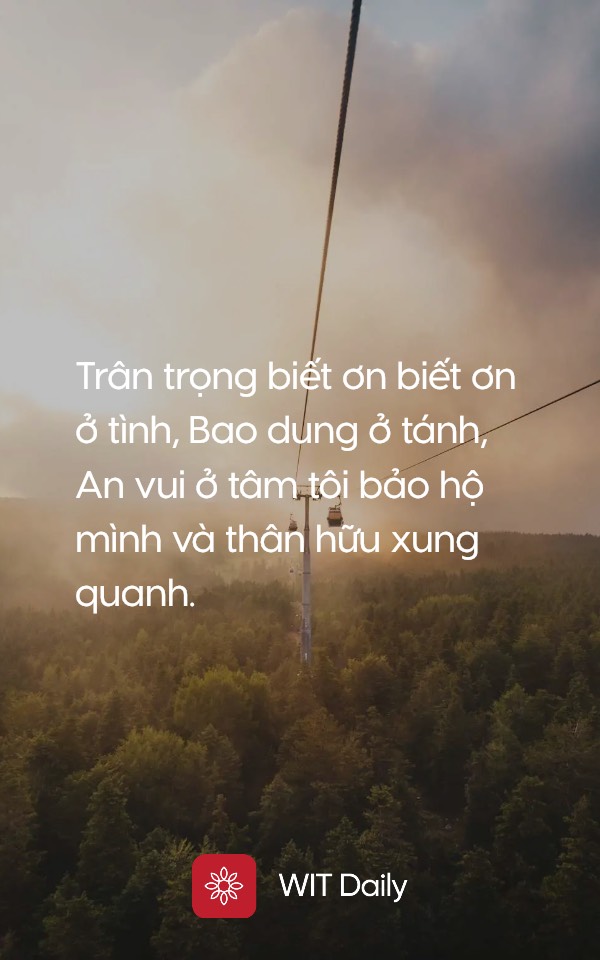 Trân trọng biết ơn biết ơn
ở tình, Bao dung ở tánh,
An vui ở tâm tôi bảo hộ
mình và thân hữu xung
quanh.
WIT Daily